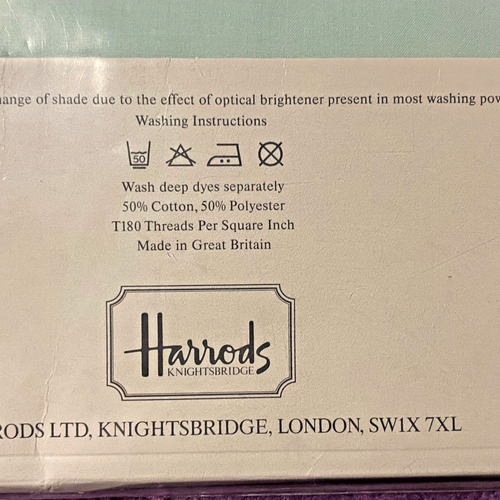 ange of shade due to the effect of optical brightener present in most washing pow
Washing Instructions
50
Wash deep dyes separately
50% Cotton, 50% Polyester
T180 Threads Per Square Inch
Made in Great Britain
Harrods
KNIGHTSBRIDGE
RODS LTD, KNIGHTSBRIDGE, LONDON, SW1X 7XL